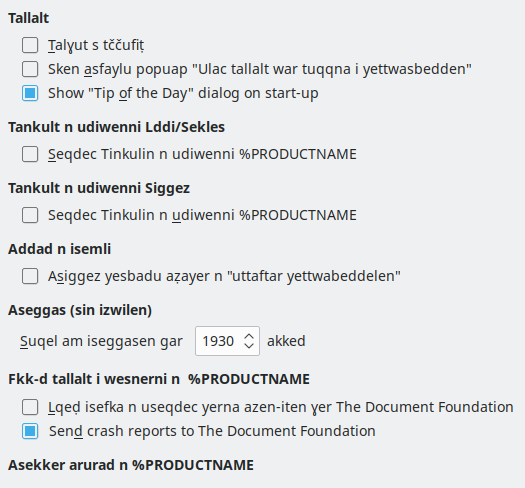 Tallalt
Talɣut s tččufiṭ
Sken asfaylu popuap "Ulac tallalt war tuqqna i yettwasbedden"
Show "Tip of the Day" dialog on start-up
Tankult n udiwenni Lddi/Sekles
Seqdec Tinkulin n udiwenni %PRODUCTNAME
Tankult n udiwenni Siggez
Seqdec Tinkulin n udiwenni %PRODUCTNAME
Addad n isemli
Asiggez yesbadu aẓayer n "uttaftar yettwabeddelen"
Aseggas (sin izwilen)
Suqel am iseggasen gar 1930 akked
Fkk-d tallalt i wesnerni n  %PRODUCTNAME
Lqeḍ isefka n useqdec yerna azen-iten ɣer The Document Foundation
Send crash reports to The Document Foundation
Asekker arurad n %PRODUCTNAME